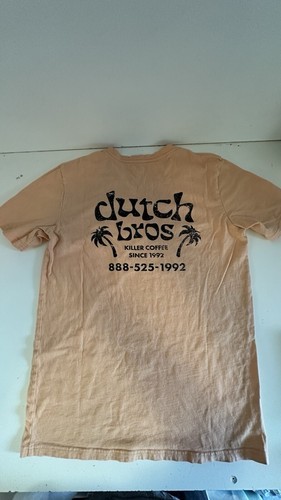 dutch
bros
KILLER COFFEE
SINCE 1992
888-525-1992